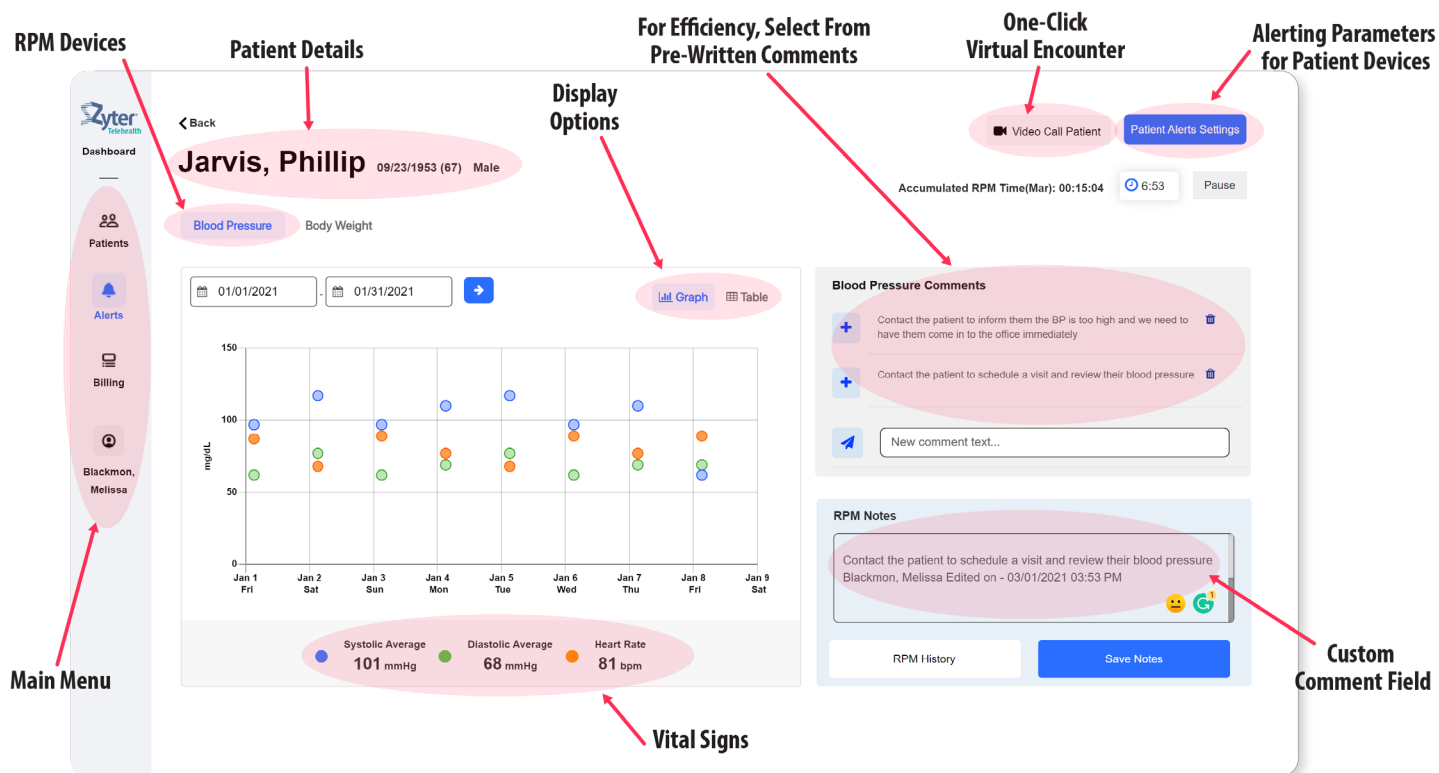 RPM Devices
Patient Details
For Efficiency, Select From
Pre-Written Comments
One-Click
Virtual Encounter
Alerting Parameters
for Patient Devices
Display
Options
Zyter
Telehealth
Dashboard
Patients
Alerts
Billing
Blackmon,
Melissa
Main Menu
Back
Video Call Patient
Patient Alerts Settings
Jarvis, Phillip 09/23/1953 (67) Male
Accumulated RPM Time(Mar): 00:15:04
6:53
Pause
Blood Pressure
Body Weight
01/01/2021 - 01/31/2021
Graph
Table
mg/dL
150
100
50
0
Jan 1
Fri
Jan 2
Sat
Jan 3
Sun
Jan 4
Mon
Jan 5
Tue
Jan 6
Wed
Jan 7
Thu
Jan 8
Fri
Jan 9
Sat
Systolic Average
101 mmHg
Diastolic Average
68 mmHg
Heart Rate
81 bpm
Vital Signs
Blood Pressure Comments
Contact the patient to inform them the BP is too high and we need to
have them come in to the office immediately
Contact the patient to schedule a visit and review their blood pressure
New comment text...
RPM Notes
Contact the patient to schedule a visit and review their blood pressure
Blackmon, Melissa Edited on - 03/01/2021 03:53 PM
1
RPM History
Save Notes
Custom
Comment Field